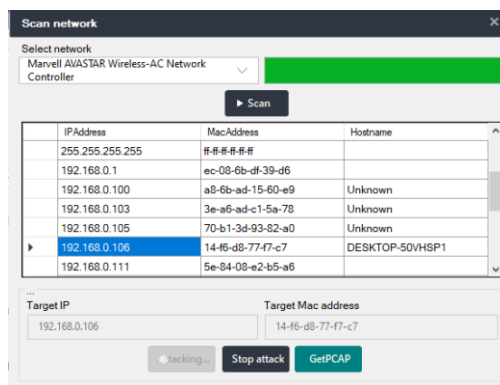 Scan network
Select network
Marvell AVASTAR Wireless-AC Network
Controller
Scan
IPAddress MacAddress Hostname
255.255.255.255 ff-ff-ff-ff-ff-ff
192.168.0.1 ec-08-6b-df-39-d6
192.168.0.100 a8-6b-ad-15-60-e9 Unknown
192.168.0.103 3e-a6-ad-c1-5a-78 Unknown
192.168.0.105 70-b1-3d-93-82-a0 Unknown
192.168.0.106 14-f6-d8-77-f7-c7 DESKTOP-50VHSP1
192.168.0.111 5e-84-08-e2-b5-a6
...
Target IP Target Mac address
192.168.0.106 14-f6-d8-77-f7-c7
Stop attack GetPCAP